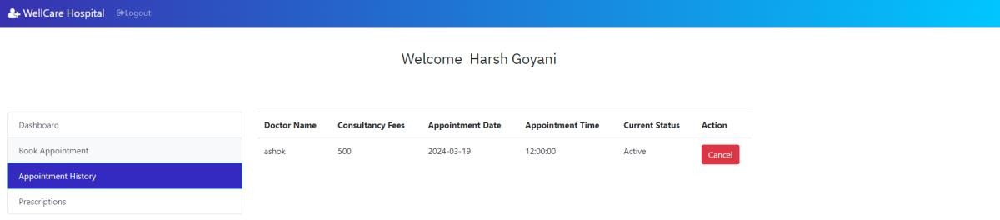 WellCare Hospital Logout
Welcome Harsh Goyani
Dashboard
Book Appointment
Appointment History
Prescriptions
Doctor Name Consultancy Fees Appointment Date Appointment Time Current Status Action
ashok 500 2024-03-19 12:00:00 Active Cancel